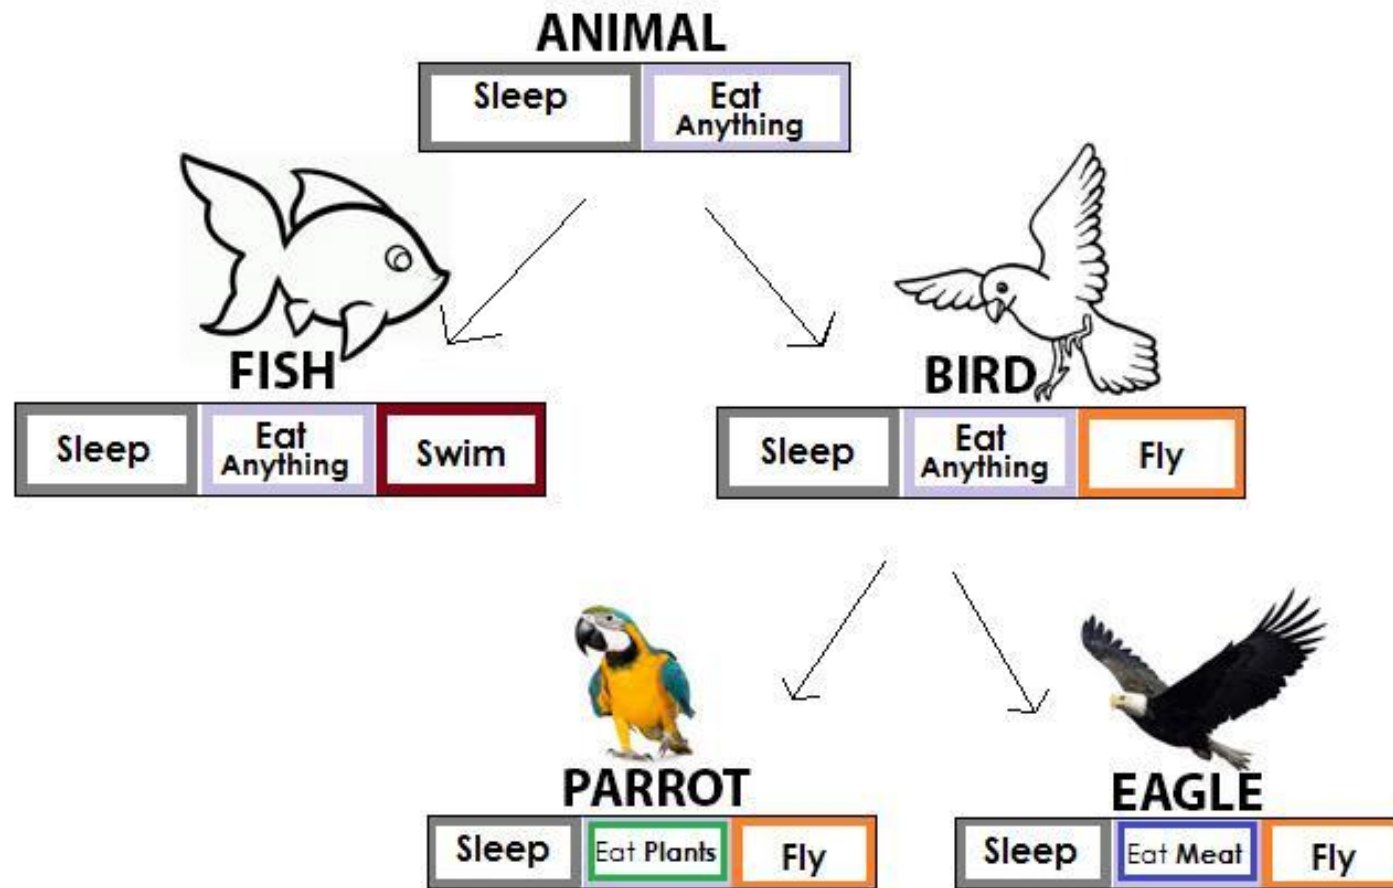 ANIMAL
Sleep
Eat
Anything
FISH
Sleep
Eat
Anything
Swim
BIRD
Sleep
Eat
Anything
Fly
PARROT
Sleep
Eat Plants
Fly
EAGLE
Sleep
Eat Meat
Fly